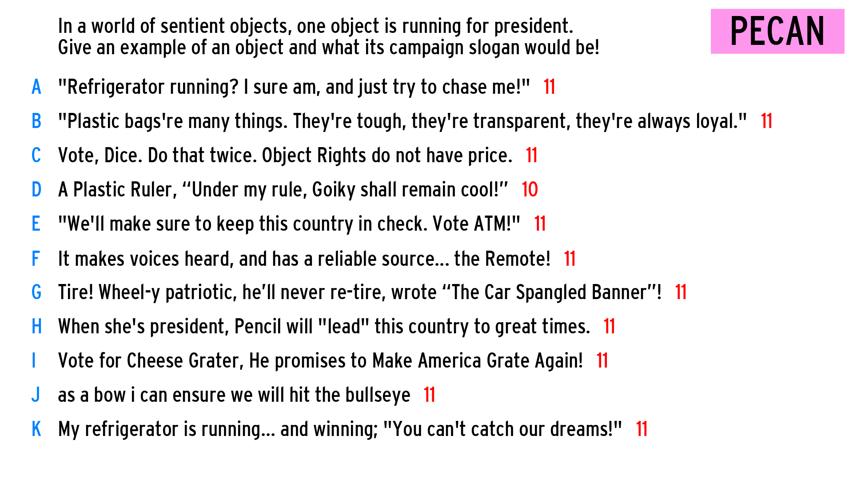 In a world of sentient objects, one object is running for president.
Give an example of an object and what its campaign slogan would be!
PECAN
A "Refrigerator running? I sure am, and just try to chase me!" 11
B "Plastic bags're many things. They're tough, they're transparent, they're always loyal." 11
C Vote, Dice. Do that twice. Object Rights do not have price. 11
D A Plastic Ruler, “Under my rule, Goiky shall remain cool!” 10
E "We'll make sure to keep this country in check. Vote ATM!" 11
F It makes voices heard, and has a reliable source... the Remote! 11
G Tire! Wheel-y patriotic, he’ll never re-tire, wrote “The Car Spangled Banner”! 11
H When she's president, Pencil will "lead" this country to great times. 11
I Vote for Cheese Grater, He promises to Make America Grate Again! 11
J as a bow i can ensure we will hit the bullseye 11
K My refrigerator is running... and winning; "You can't catch our dreams!" 11